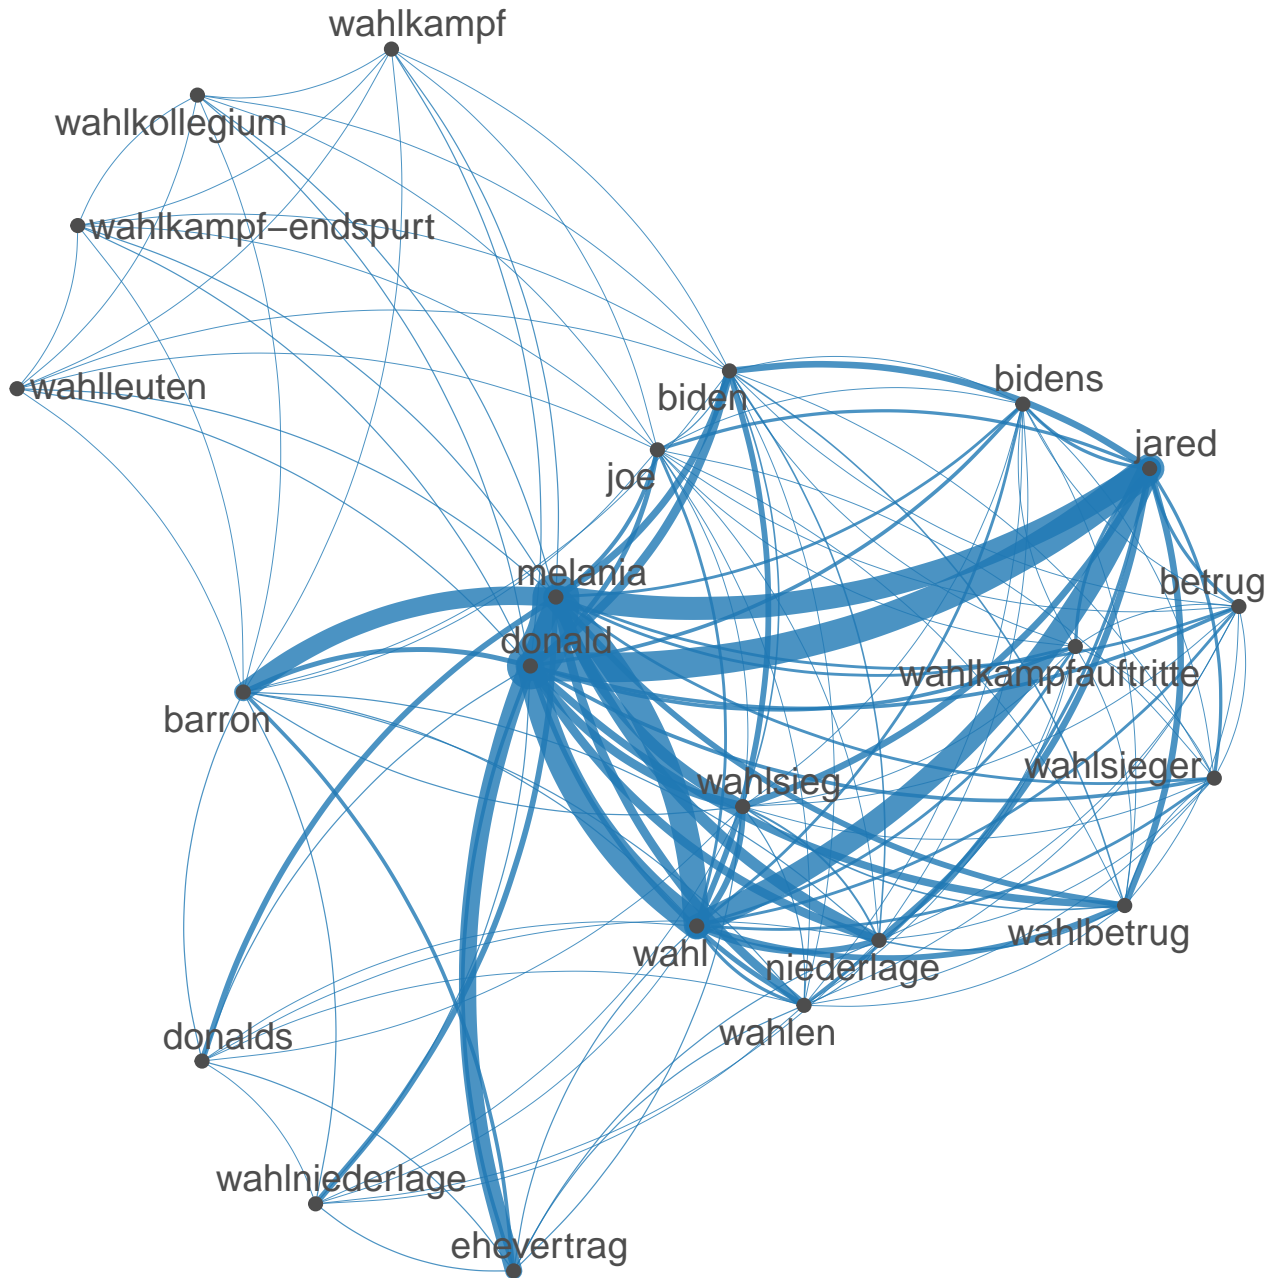 wahlkampf
wahlkollegium
wahlkampf−endspurt
wahlleuten
biden
bidens
joe
jared
melania
betrug
donald
wahlkampfauftritte
barron
wahlsieg
wahlsieger
wahl
niederlage
wahlbetrug
donalds
wahlen
wahlniederlage
ehevertrag